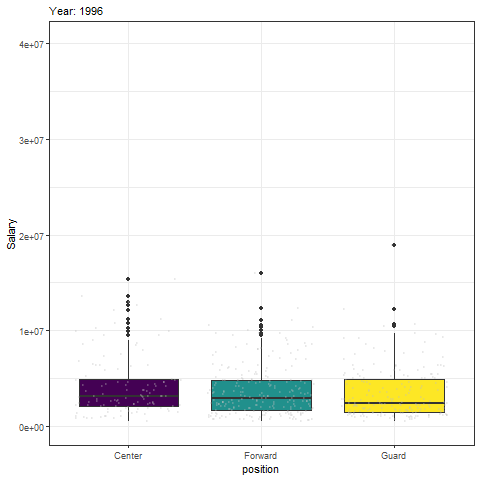 Year: 1996
4e+07
3e+07
2e+07
1e+07
0e+00
Salary
Center Forward Guard
position